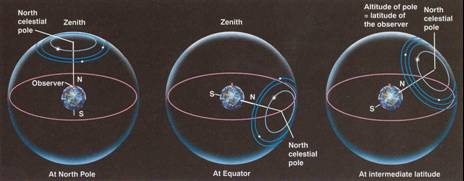 North
celestial
pole
Zenith
Observer
N
S
At North Pole
Zenith
S
N
North
celestial
pole
At Equator
Altitude of pole
= latitude of
the observer
North
celestial
pole
N
S
At intermediate latitude